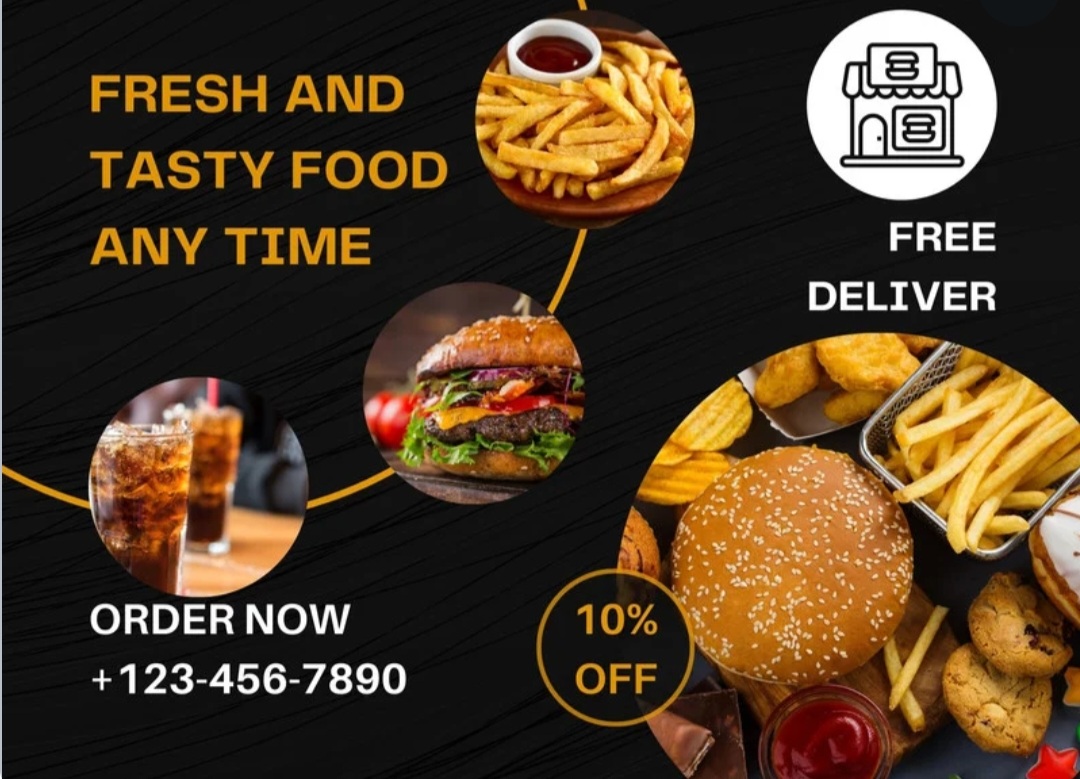 FRESH AND
TASTY FOOD
ANY TIME
FREE
DELIVER
ORDER NOW
+123-456-7890
10%
OFF